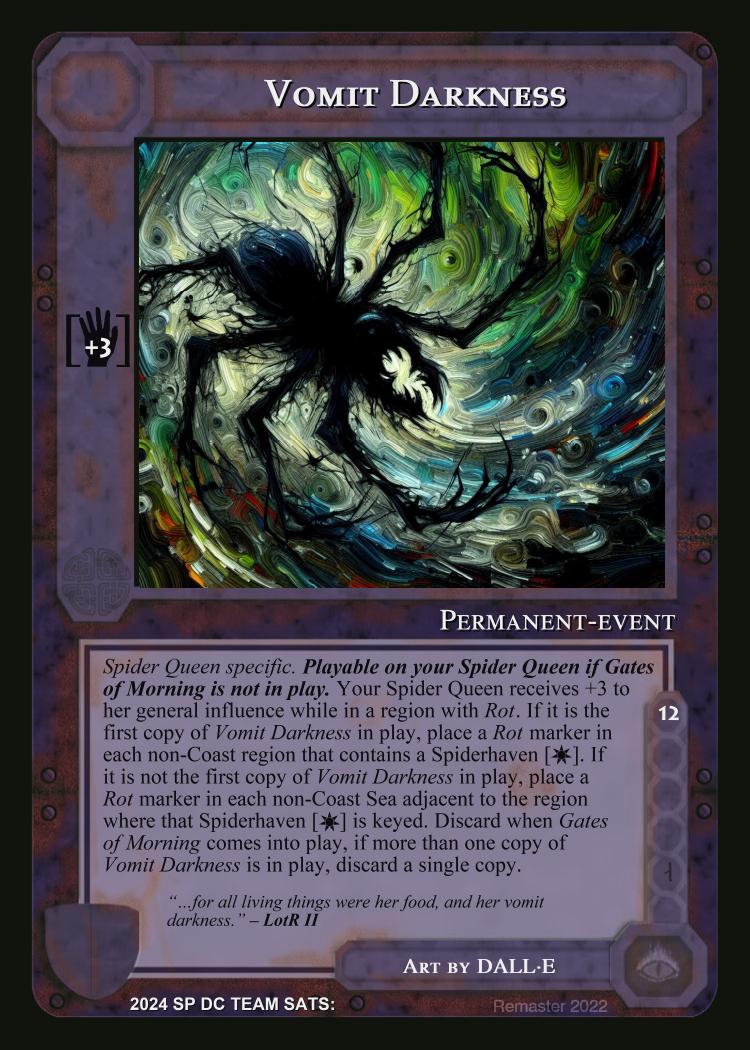 Vomit Darkness
[+3]
Permanent-event
Spider Queen specific. Playable on your Spider Queen if Gates
of Morning is not in play. Your Spider Queen receives +3 to
her general influence while in a region with Rot. If it is the
first copy of Vomit Darkness in play, place a Rot marker in
each non-Coast region that contains a Spiderhaven [✷]. If
it is not the first copy of Vomit Darkness in play, place a
Rot marker in each non-Coast Sea adjacent to the region
where that Spiderhaven [✷] is keyed. Discard when Gates
of Morning comes into play, if more than one copy of
Vomit Darkness is in play, discard a single copy.
12
“...for all living things were her food, and her vomit
darkness.” – LotR II
Art by DALL·E
2024 SP DC TEAM SATS:
Remaster 2022